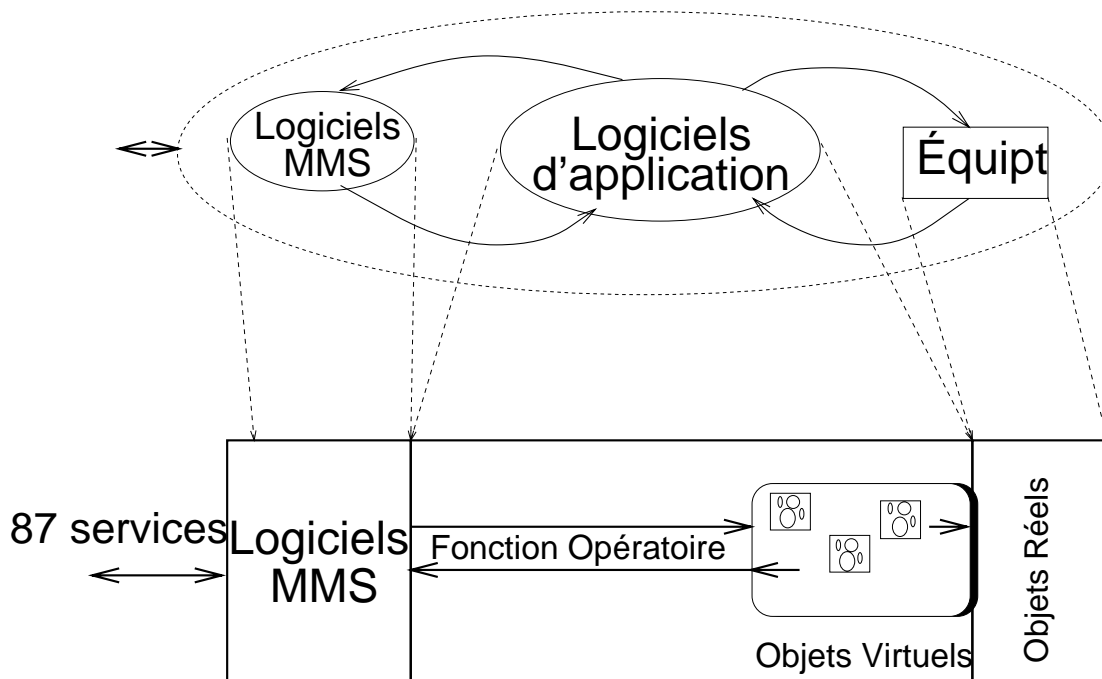 Logiciels
MMS
Logiciels
d'application
Équipt
87 services
Logiciels
MMS
Fonction Opératoire
Objets Virtuels
Objets Réels